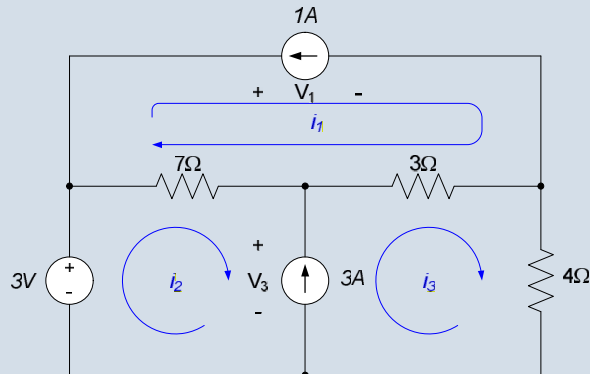 1A
+ V₁ -
i₁
7Ω 3Ω
+
3V + - i₂ V₃ 3A i₃ 4Ω
-